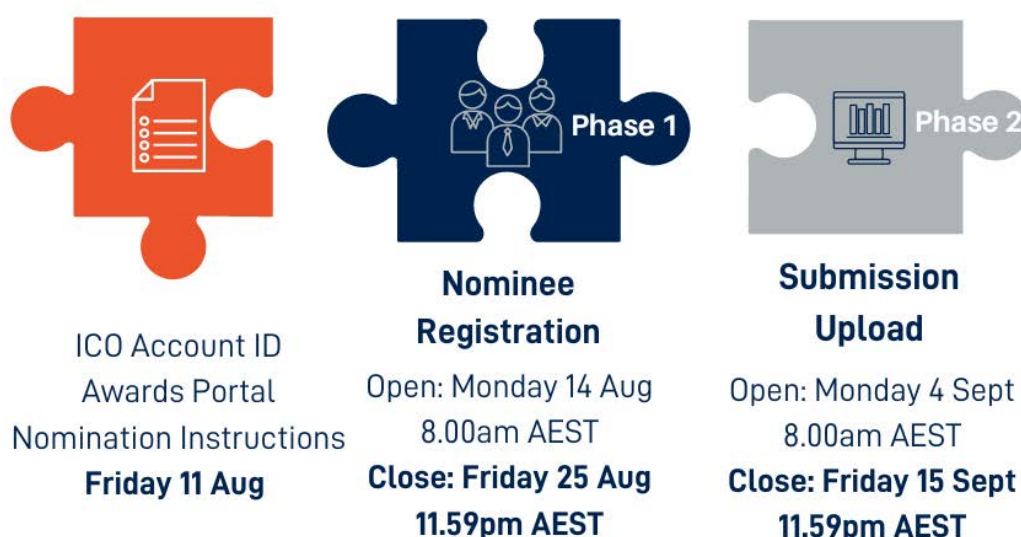 Phase 1
Phase 2
ICO Account ID
Awards Portal
Nomination Instructions
Friday 11 Aug
Nominee
Registration
Open: Monday 14 Aug
8.00am AEST
Close: Friday 25 Aug
11.59pm AEST
Submission
Upload
Open: Monday 4 Sept
8.00am AEST
Close: Friday 15 Sept
11.59pm AEST